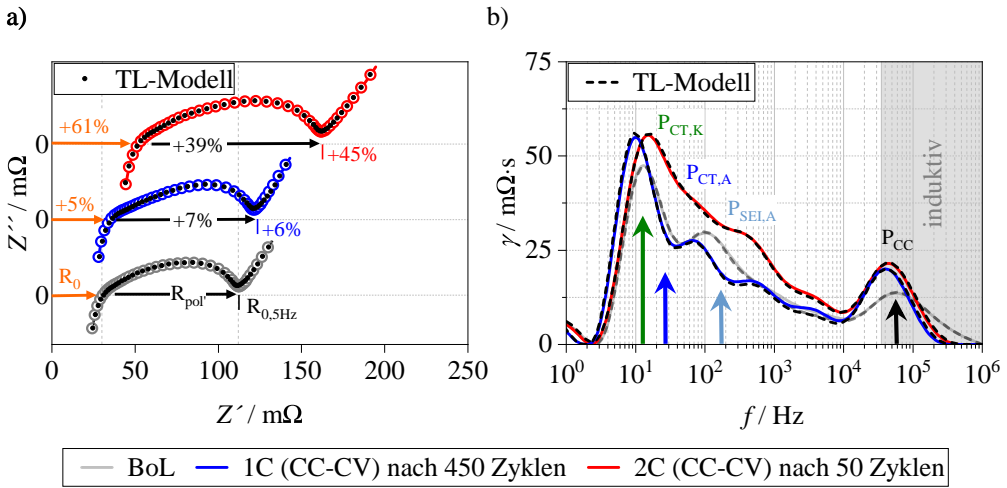 a)
TL-Modell
+61%
0
+39%
+45%
+5%
0
+7%
+6%
R0
0
Rpol'
R0,5Hz
Z´´ / mΩ
0 50 100 150 200 250
Z´ / mΩ
b)
75
50
25
0
γ / mΩ·s
TL-Modell
PCT,K
PCT,A
PSEI,A
PCC
induktiv
10^0 10^1 10^2 10^3 10^4 10^5 10^6
f / Hz
BoL 1C (CC-CV) nach 450 Zyklen 2C (CC-CV) nach 50 Zyklen